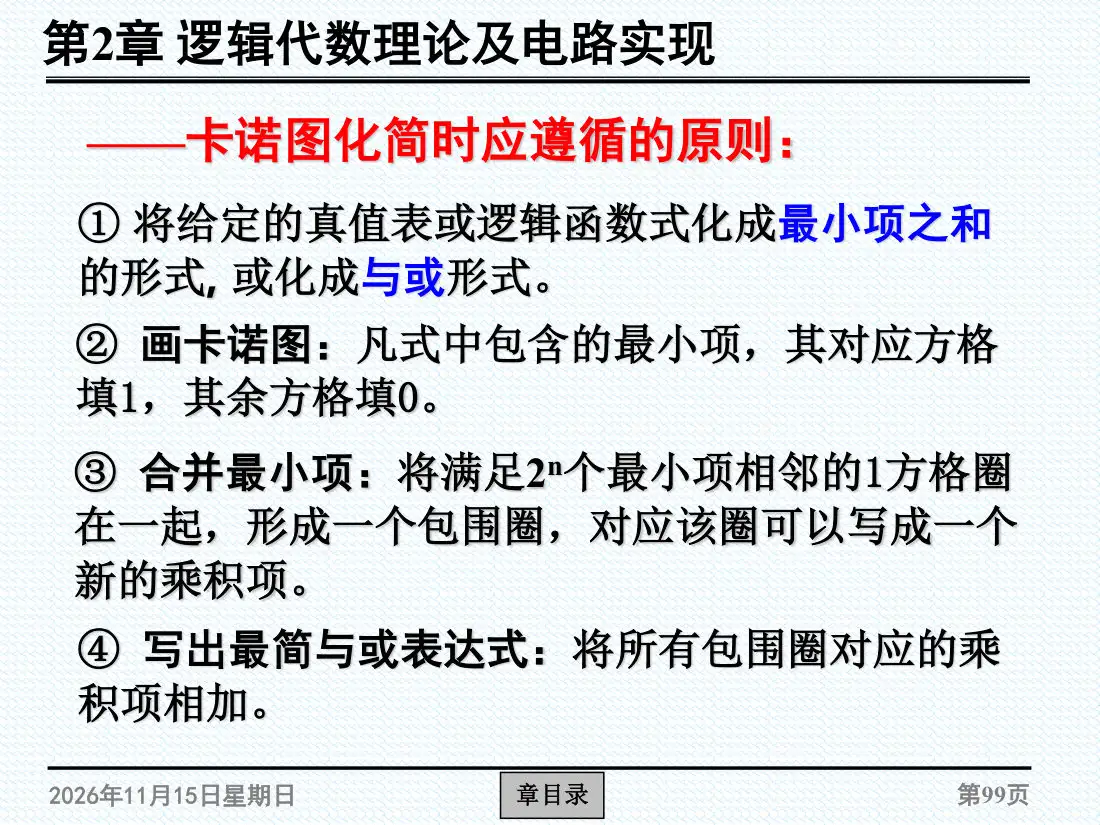 第2章 逻辑代数理论及电路实现
——卡诺图化简时应遵循的原则：
① 将给定的真值表或逻辑函数式化成最小项之和
的形式, 或化成与或形式。
② 画卡诺图：凡式中包含的最小项，其对应方格
填1，其余方格填0。
③ 合并最小项：将满足2ⁿ个最小项相邻的1方格圈
在一起，形成一个包围圈，对应该圈可以写成一个
新的乘积项。
④ 写出最简与或表达式：将所有包围圈对应的乘
积项相加。
2026年11月15日星期日
章目录
第99页